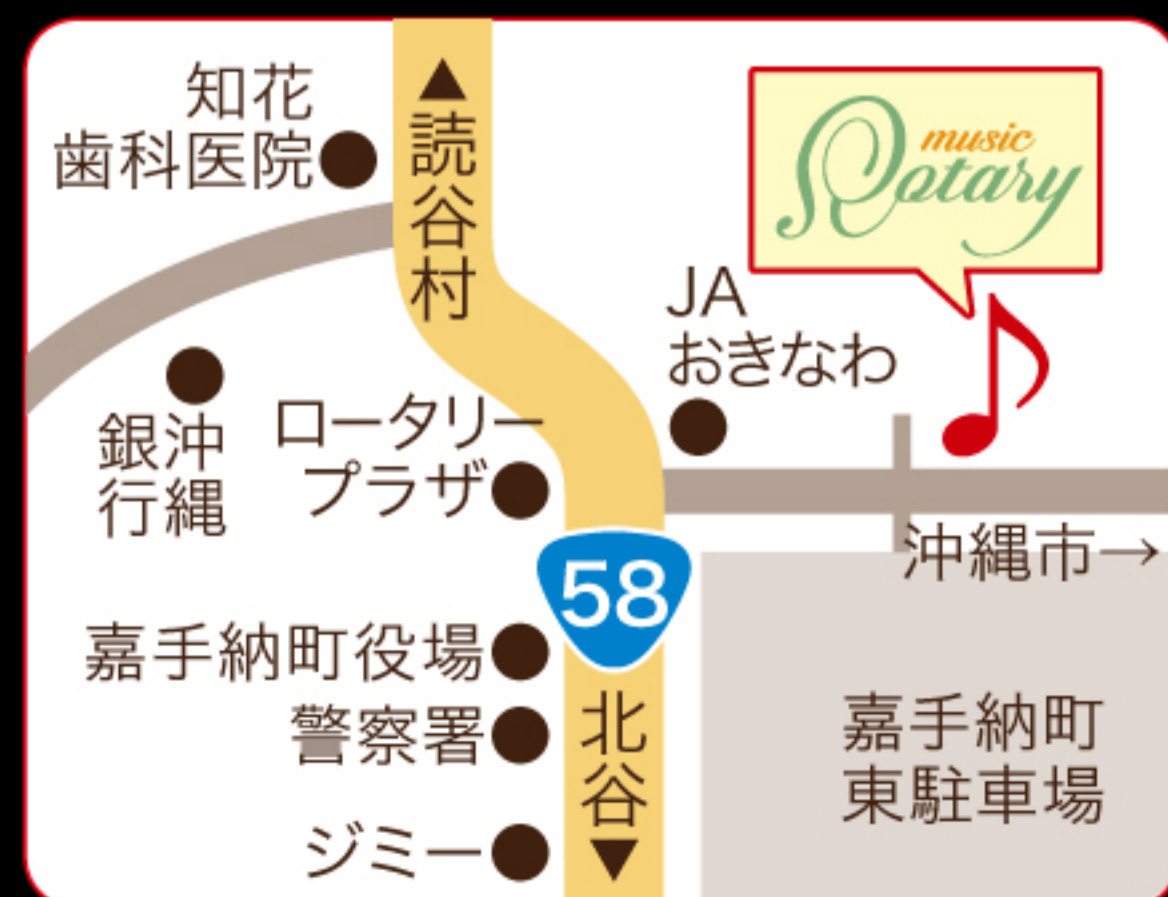 知花
歯科医院
▲読谷村
music
Rotary
JA
おきなわ
沖縄
銀行
ロータリー
プラザ
沖縄市→
58
嘉手納町役場
警察署
ジミー
北谷▼
嘉手納町
東駐車場